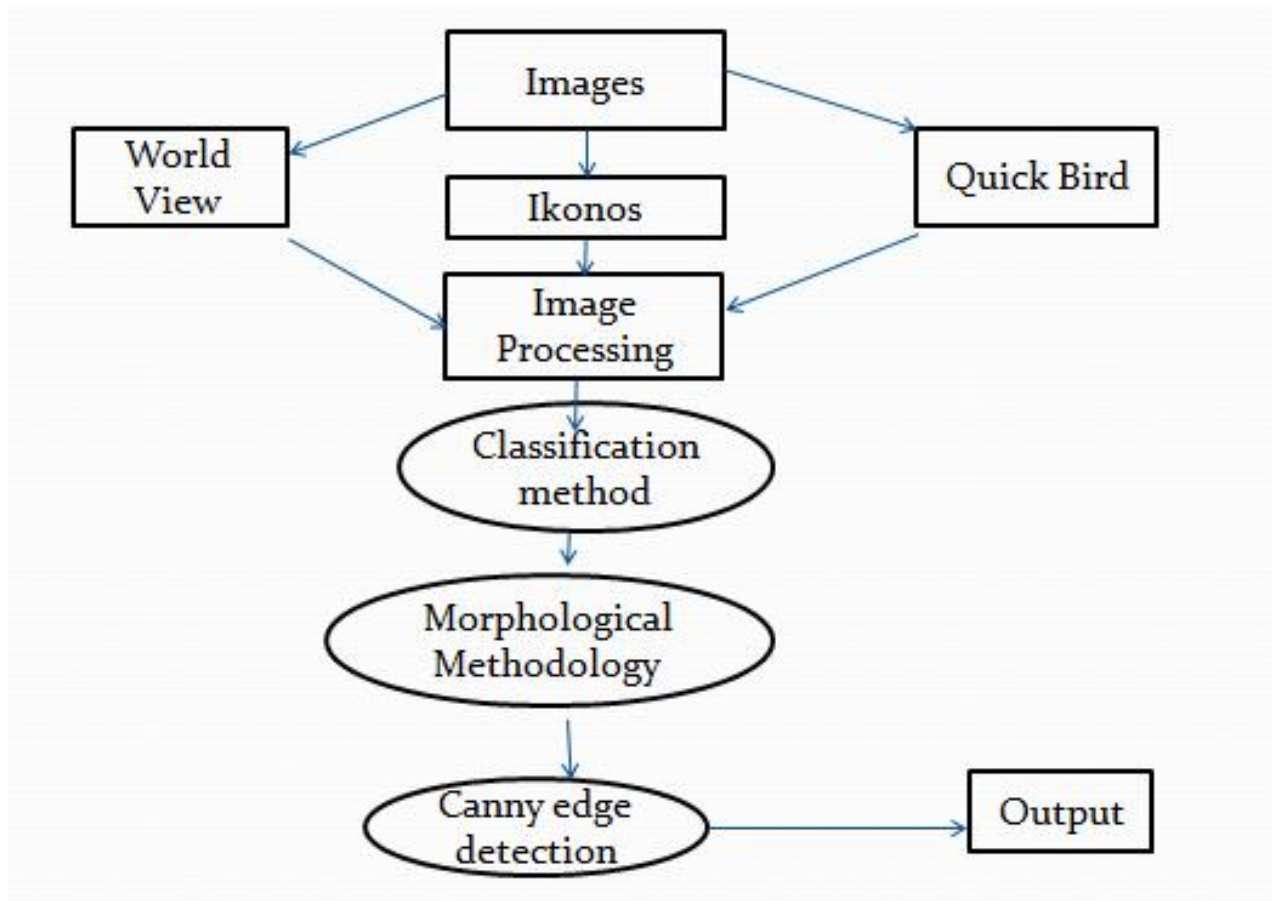 Images
World
View
Ikonos
Quick Bird
Image
Processing
Classification
method
Morphological
Methodology
Canny edge
detection
Output